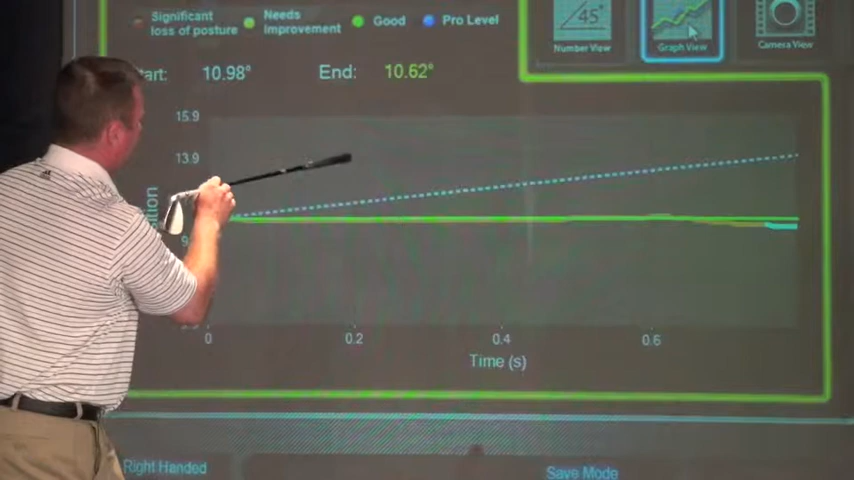 Significant
loss of posture
Needs
Improvement
Good
Pro Level
45°
Number View
Graph View
Camera View
10.98°
End:
10.62°
15.9
13.9
0
0.2
0.4
0.6
Time (s)
Right Handed
Save Mode